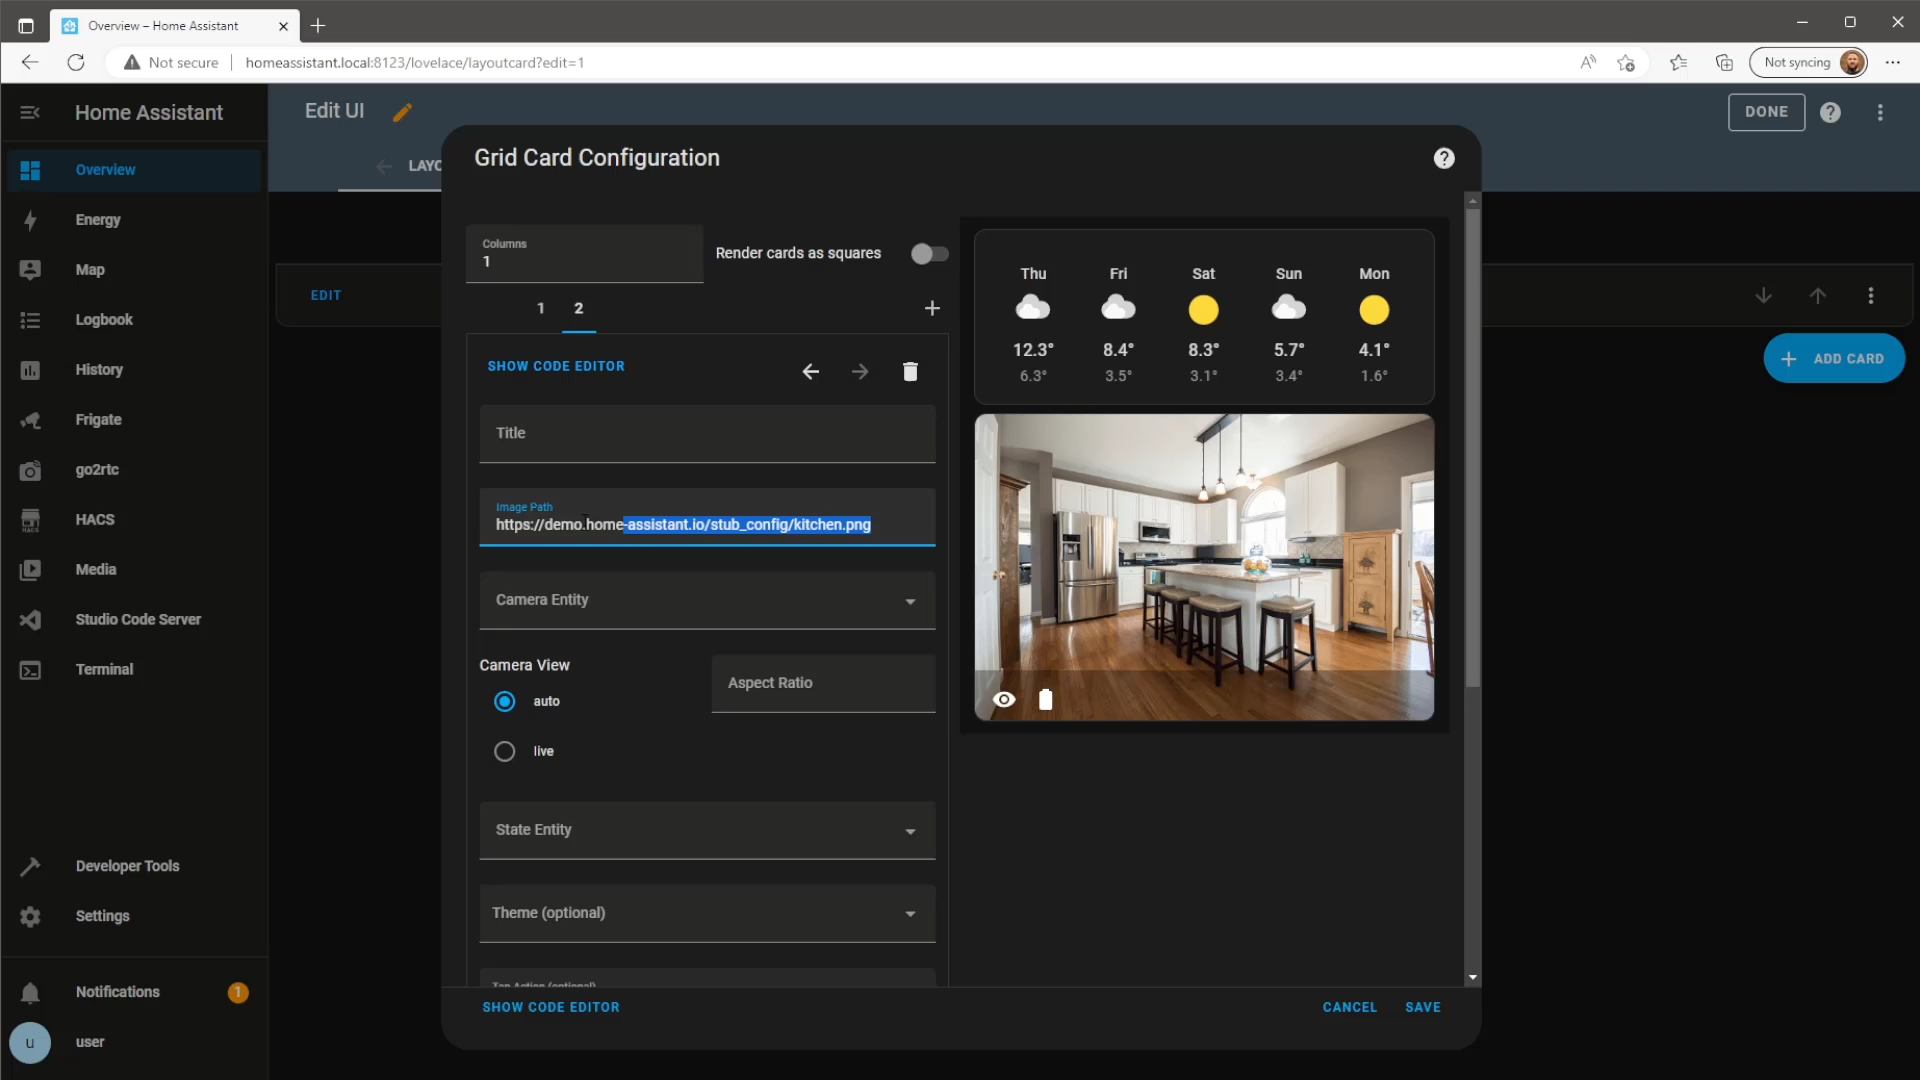 Overview – Home Assistant
Not secure
homeassistant.local:8123/lovelace/layoutcard?edit=1
Not syncing
Home Assistant
Edit UI
DONE
Overview
Energy
Map
Logbook
History
Frigate
go2rtc
HACS
HACS
Media
Studio Code Server
Terminal
Developer Tools
Settings
Notifications
1
u
user
LAYO
EDIT
ADD CARD
Grid Card Configuration
Columns
1
Render cards as squares
1
2
SHOW CODE EDITOR
Title
Image Path
https://demo.home-assistant.io/stub_config/kitchen.png
Camera Entity
Camera View
auto
live
Aspect Ratio
State Entity
Theme (optional)
Tap Action (optional)
Thu Fri Sat Sun Mon
12.3° 8.4° 8.3° 5.7° 4.1°
6.3° 3.5° 3.1° 3.4° 1.6°
SHOW CODE EDITOR
CANCEL
SAVE